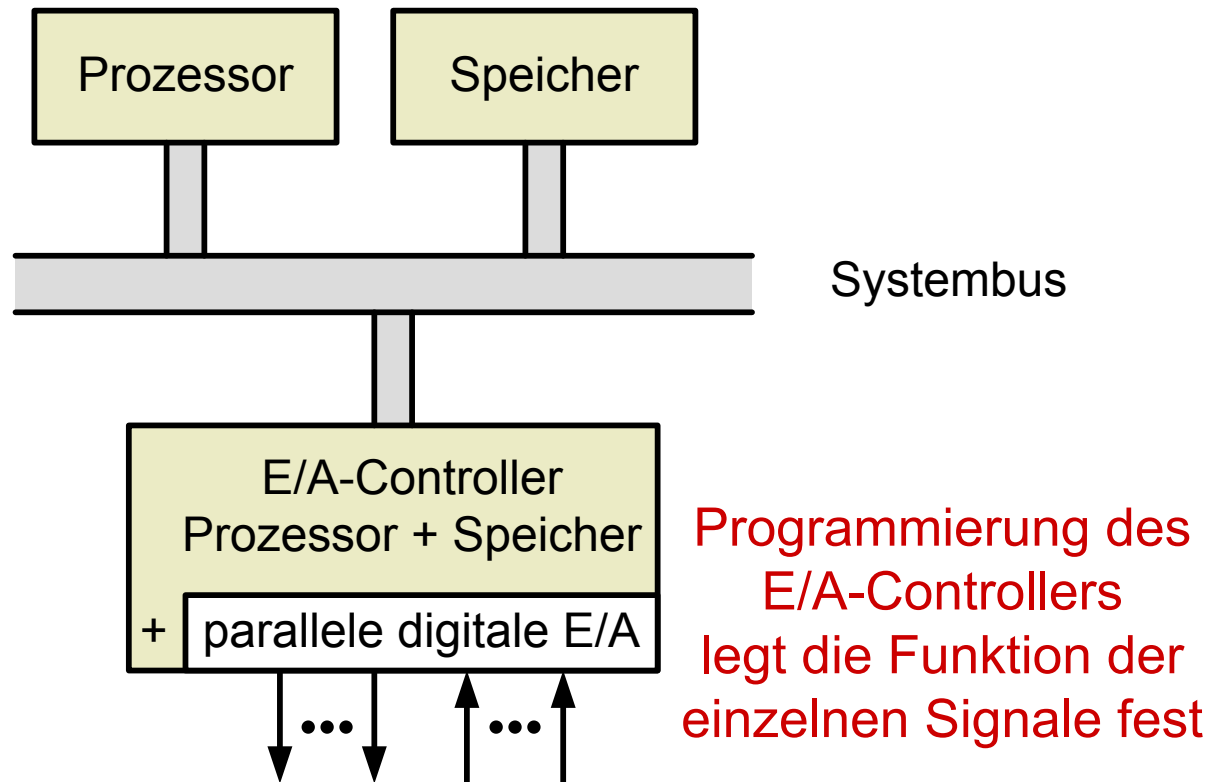 Prozessor
Speicher
Systembus
E/A-Controller
Prozessor + Speicher
+ parallele digitale E/A
•••
•••
Programmierung des
E/A-Controllers
legt die Funktion der
einzelnen Signale fest